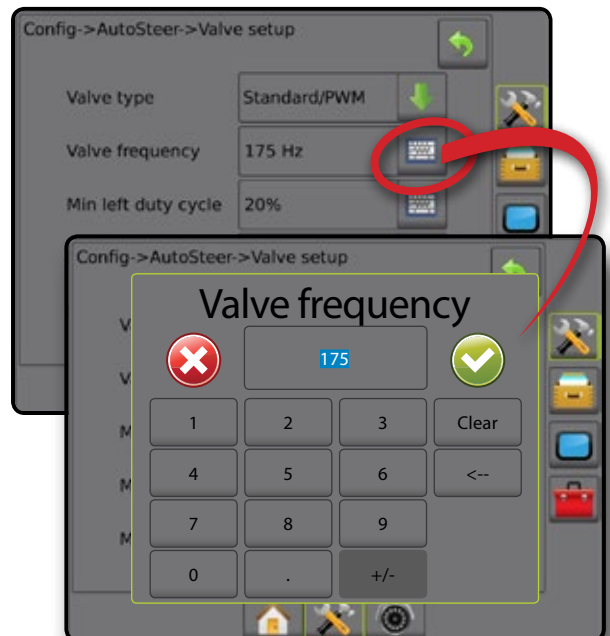 Config->AutoSteer->Valve setup
Valve type Standard/PWM
Valve frequency 175 Hz
Min left duty cycle 20%
Config->AutoSteer->Valve setup
Valve frequency
V
175
V
1 2 3 Clear
M
4 5 6 <--
M
7 8 9
M
0 . +/-